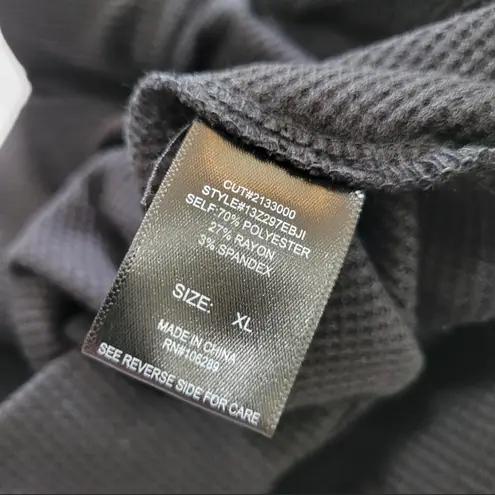 CUT#2133000
STYLE#13Z297EBJI
SELF:70% POLYESTER
27% RAYON
3% SPANDEX
SIZE: XL
MADE IN CHINA
RN#106289
SEE REVERSE SIDE FOR CARE